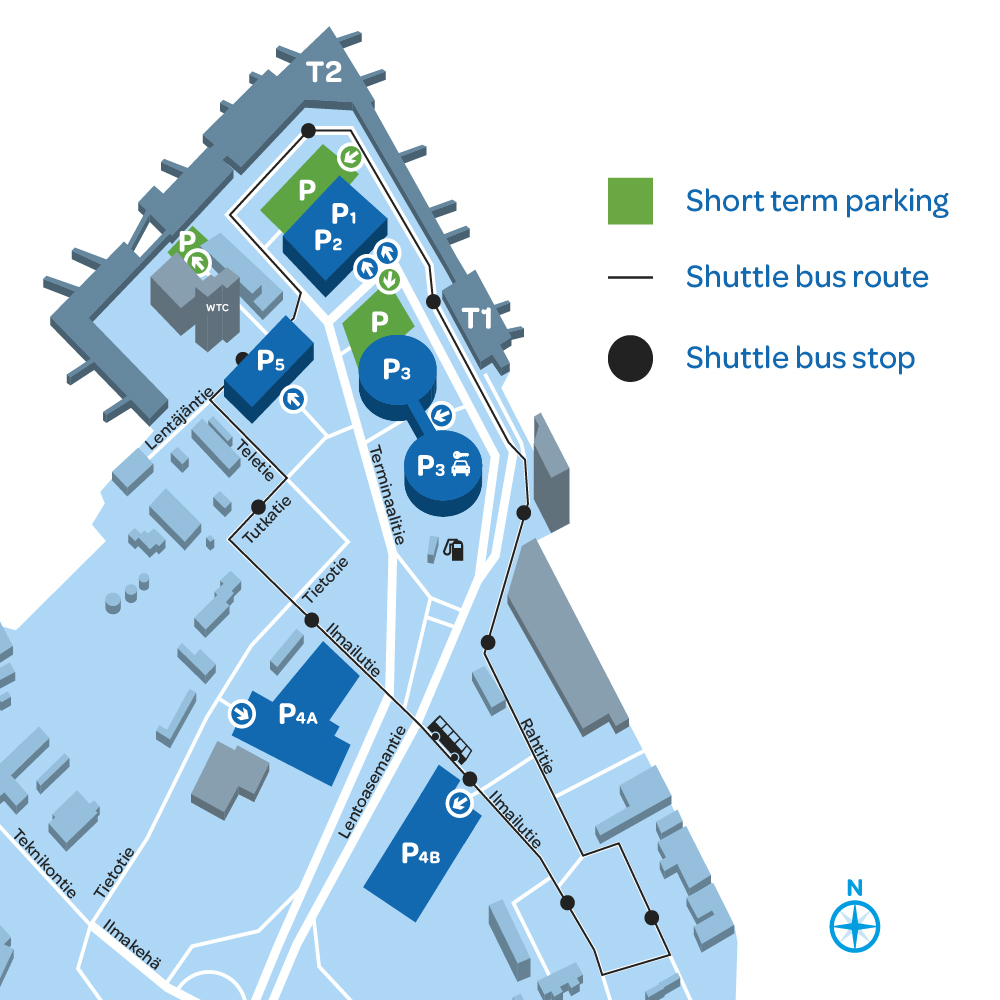 T2
P
P1
P2
P
WTC
P
T1
P5
P3
P3
Lentäjäntie
Teletie
Tutkatie
Terminaalitie
Tietotie
Ilmailutie
P4A
Rahtitie
Lentoasemantie
Ilmailutie
P4B
Teknikontie
Tietotie
Ilmakehä
Short term parking
Shuttle bus route
Shuttle bus stop
N